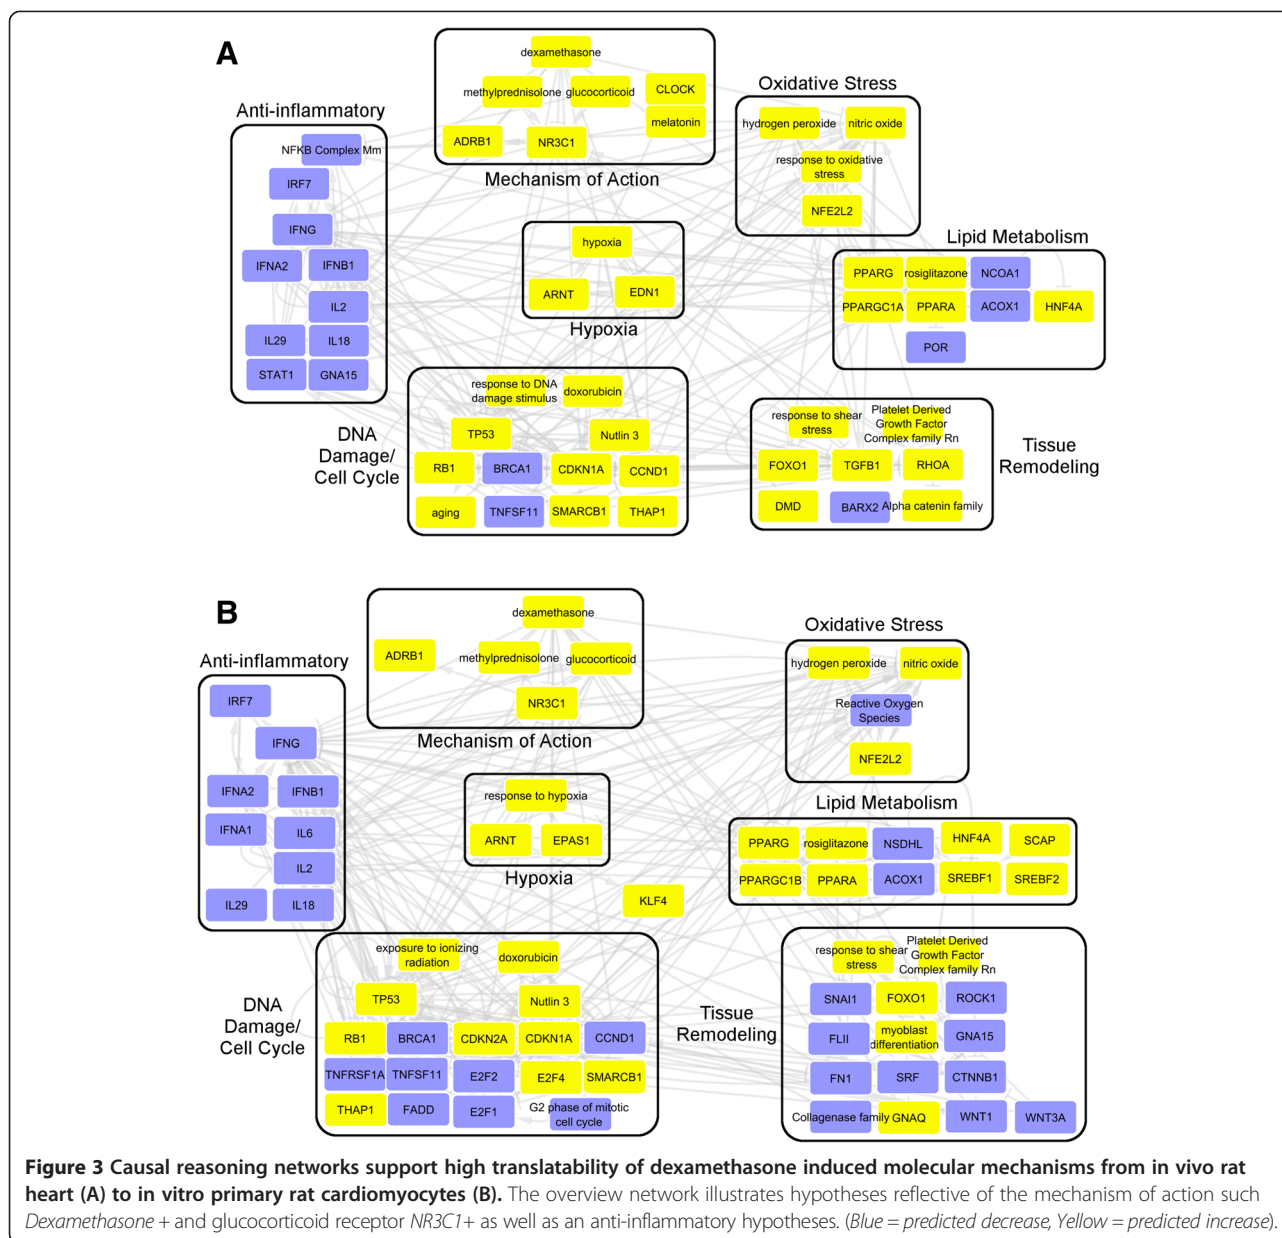 A
dexamethasone
methylprednisolone glucocorticoid CLOCK
melatonin
ADRB1 NR3C1
Mechanism of Action
Oxidative Stress
hydrogen peroxide nitric oxide
response to oxidative
stress
NFE2L2
Anti-inflammatory
NFKB Complex Mm
IRF7
IFNG
IFNA2 IFNB1
IL2
IL29 IL18
STAT1 GNA15
hypoxia
ARNT EDN1
Hypoxia
Lipid Metabolism
PPARG rosiglitazone NCOA1
PPARGC1A PPARA ACOX1 HNF4A
POR
DNA
Damage/
Cell Cycle
response to DNA
damage stimulus doxorubicin
TP53 Nutlin 3
RB1 BRCA1 CDKN1A CCND1
aging TNFSF11 SMARCB1 THAP1
response to shear
stress
Platelet Derived
Growth Factor
Complex family Rn
FOXO1 TGFB1 RHOA
DMD BARX2 Alpha catenin family
Tissue
Remodeling
B
dexamethasone
ADRB1 methylprednisolone glucocorticoid
NR3C1
Mechanism of Action
Oxidative Stress
hydrogen peroxide nitric oxide
Reactive Oxygen
Species
NFE2L2
Anti-inflammatory
IRF7
IFNG
IFNA2 IFNB1
IFNA1 IL6
IL2
IL29 IL18
response to hypoxia
ARNT EPAS1
Hypoxia
KLF4
Lipid Metabolism
PPARG rosiglitazone NSDHL HNF4A SCAP
PPARGC1B PPARA ACOX1 SREBF1 SREBF2
DNA
Damage/
Cell Cycle
exposure to ionizing
radiation
doxorubicin
TP53 Nutlin 3
RB1 BRCA1 CDKN2A CDKN1A CCND1
TNFRSF1A TNFSF11 E2F2 E2F4 SMARCB1
THAP1 FADD E2F1 G2 phase of mitotic
cell cycle
Tissue
Remodeling
response to shear
stress
Platelet Derived
Growth Factor
Complex family Rn
SNAI1 FOXO1 ROCK1
FLII myoblast
differentiation GNA15
FN1 SRF CTNNB1
Collagenase family GNAQ WNT1 WNT3A
Figure 3 Causal reasoning networks support high translatability of dexamethasone induced molecular mechanisms from in vivo rat
heart (A) to in vitro primary rat cardiomyocytes (B). The overview network illustrates hypotheses reflective of the mechanism of action such
Dexamethasone + and glucocorticoid receptor NR3C1+ as well as an anti-inflammatory hypotheses. (Blue = predicted decrease, Yellow = predicted increase).